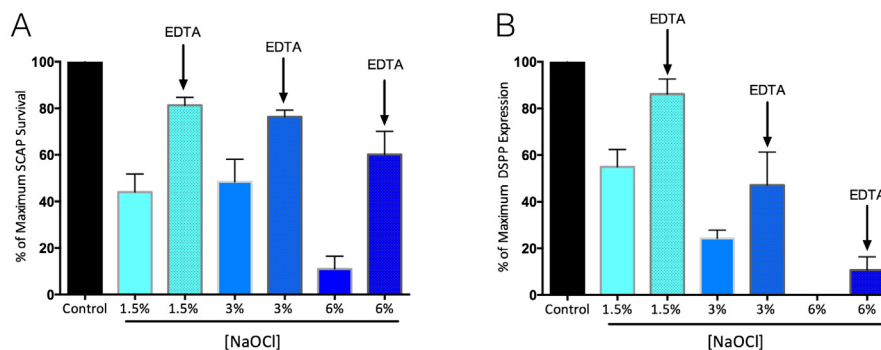 A
EDTA
EDTA
EDTA
% of Maximum SCAP Survival
100
80
60
40
20
0
Control 1.5% 1.5% 3% 3% 6% 6%
[NaOCl]
B
EDTA
EDTA
EDTA
% of Maximum DSPP Expression
100
80
60
40
20
0
Control 1.5% 1.5% 3% 3% 6% 6%
[NaOCl]